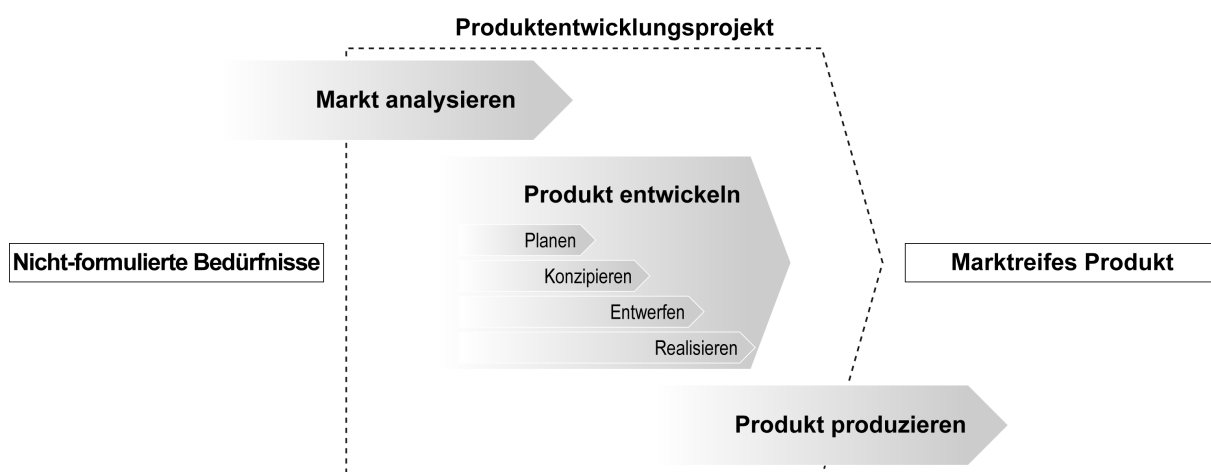 Produktentwicklungsprojekt
Markt analysieren
Produkt entwickeln
Planen
Nicht-formulierte Bedürfnisse
Marktreifes Produkt
Konzipieren
Entwerfen
Realisieren
Produkt produzieren